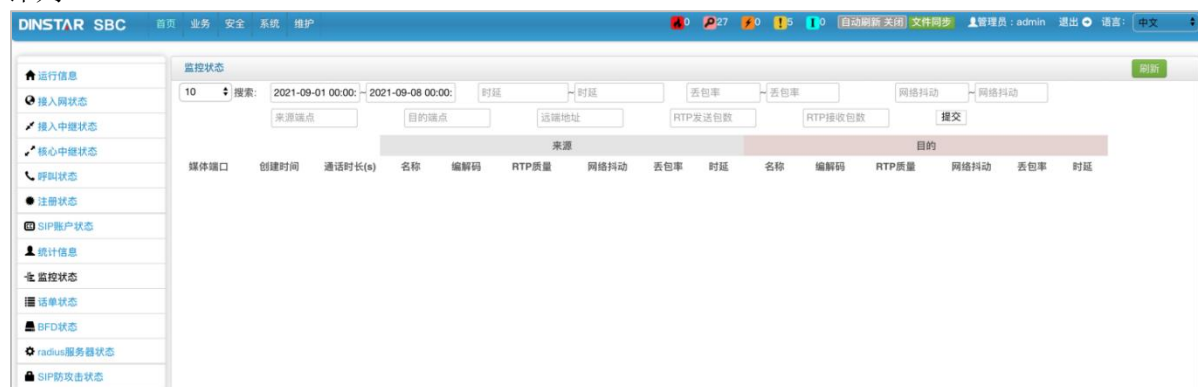 DINSTAR SBC 首页 业务 安全 系统 维护 0 27 0 5 0 自动刷新 关闭 文件同步 管理员：admin 退出 语言： 中文
监控状态 刷新
运行信息
接入网状态
接入中继状态
核心中继状态
呼叫状态
注册状态
SIP账户状态
统计信息
监控状态
话单状态
BFD状态
radius服务器状态
SIP防攻击状态
10 搜索: 2021-09-01 00:00: ~ 2021-09-08 00:00: 时延 ~ 时延 丢包率 ~ 丢包率 网络抖动 ~ 网络抖动
来源端点 目的端点 远端地址 RTP发送包数 RTP接收包数 提交
来源 目的
媒体端口 创建时间 通话时长(s) 名称 编解码 RTP质量 网络抖动 丢包率 时延 名称 编解码 RTP质量 网络抖动 丢包率 时延